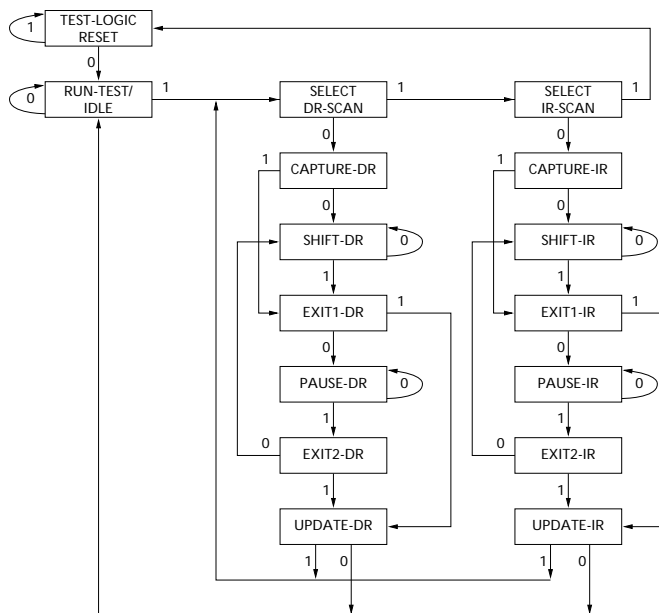 TEST-LOGIC
RESET
1
0
RUN-TEST/
IDLE
0
1
SELECT
DR-SCAN
1
SELECT
IR-SCAN
1
0
0
1
CAPTURE-DR
1
CAPTURE-IR
0
0
SHIFT-DR
0
SHIFT-IR
0
1
1
EXIT1-DR
1
EXIT1-IR
1
0
0
PAUSE-DR
0
PAUSE-IR
0
1
1
0
EXIT2-DR
0
EXIT2-IR
1
1
UPDATE-DR
UPDATE-IR
1
0
1
0